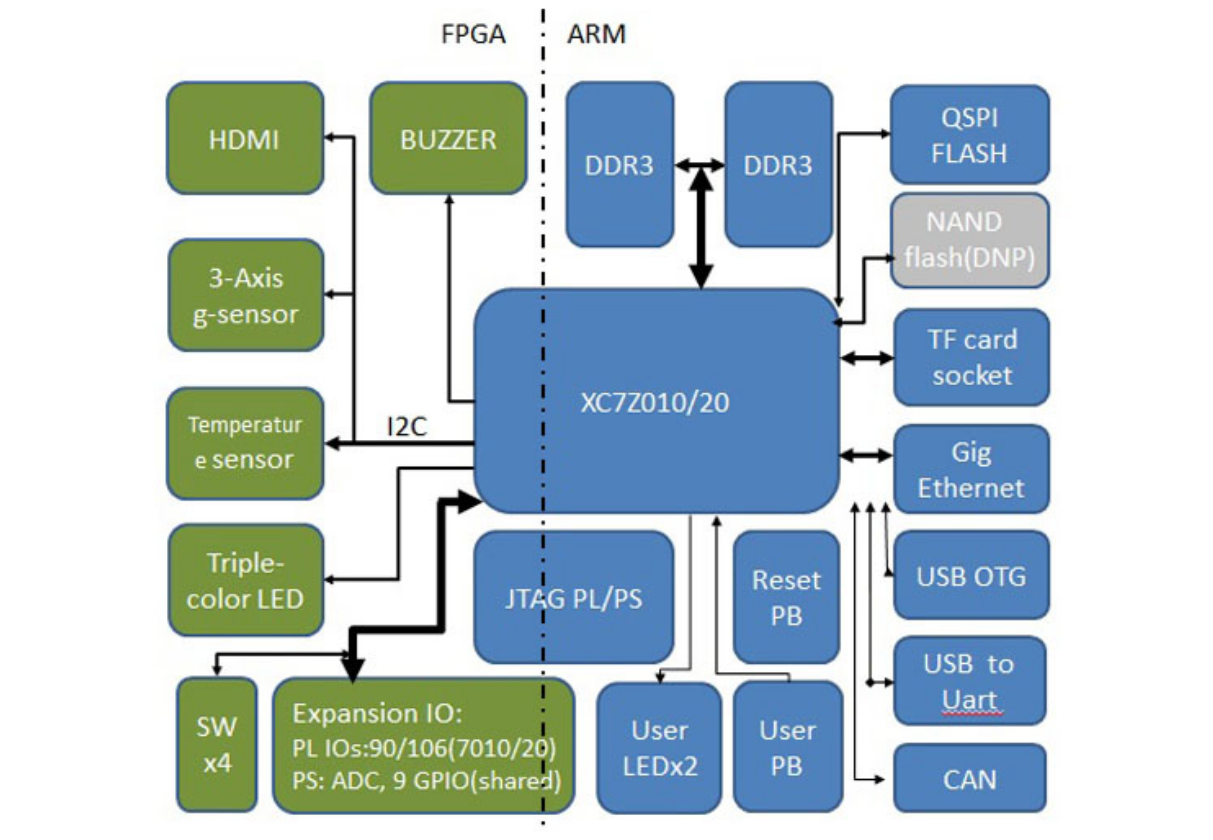 FPGA
ARM
HDMI
BUZZER
DDR3
DDR3
QSPI
FLASH
NAND
flash(DNP)
3-Axis
g-sensor
TF card
socket
XC7Z010/20
Temperatur
e sensor
I2C
Gig
Ethernet
Triple-
color LED
JTAG PL/PS
Reset
PB
USB OTG
USB to
Uart
SW
x4
Expansion IO:
PL IOs:90/106(7010/20)
PS: ADC, 9 GPIO(shared)
User
LEDx2
User
PB
CAN